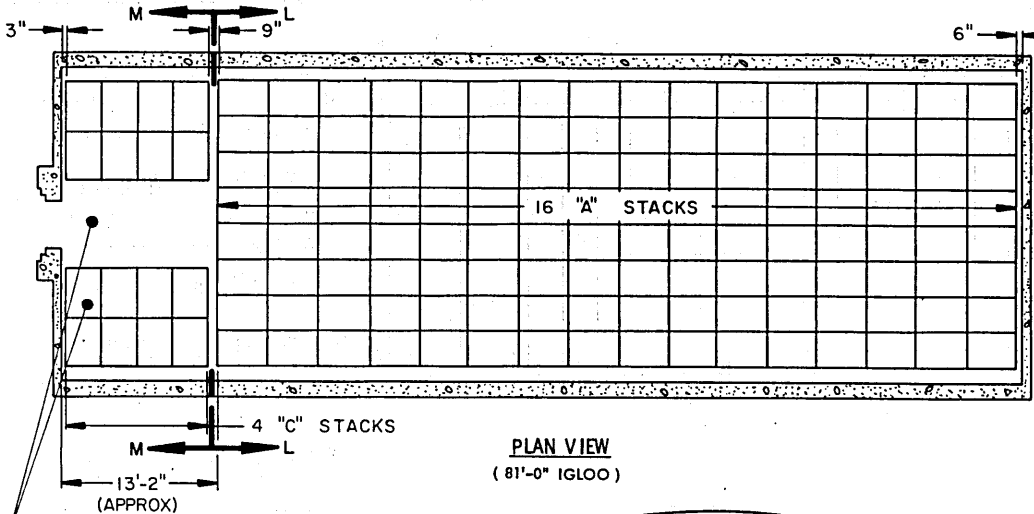 M L
3" 9" 6"
16 "A" STACKS
4 "C" STACKS
M L
PLAN VIEW
(81'-0" IGLOO)
13'-2"
(APPROX)